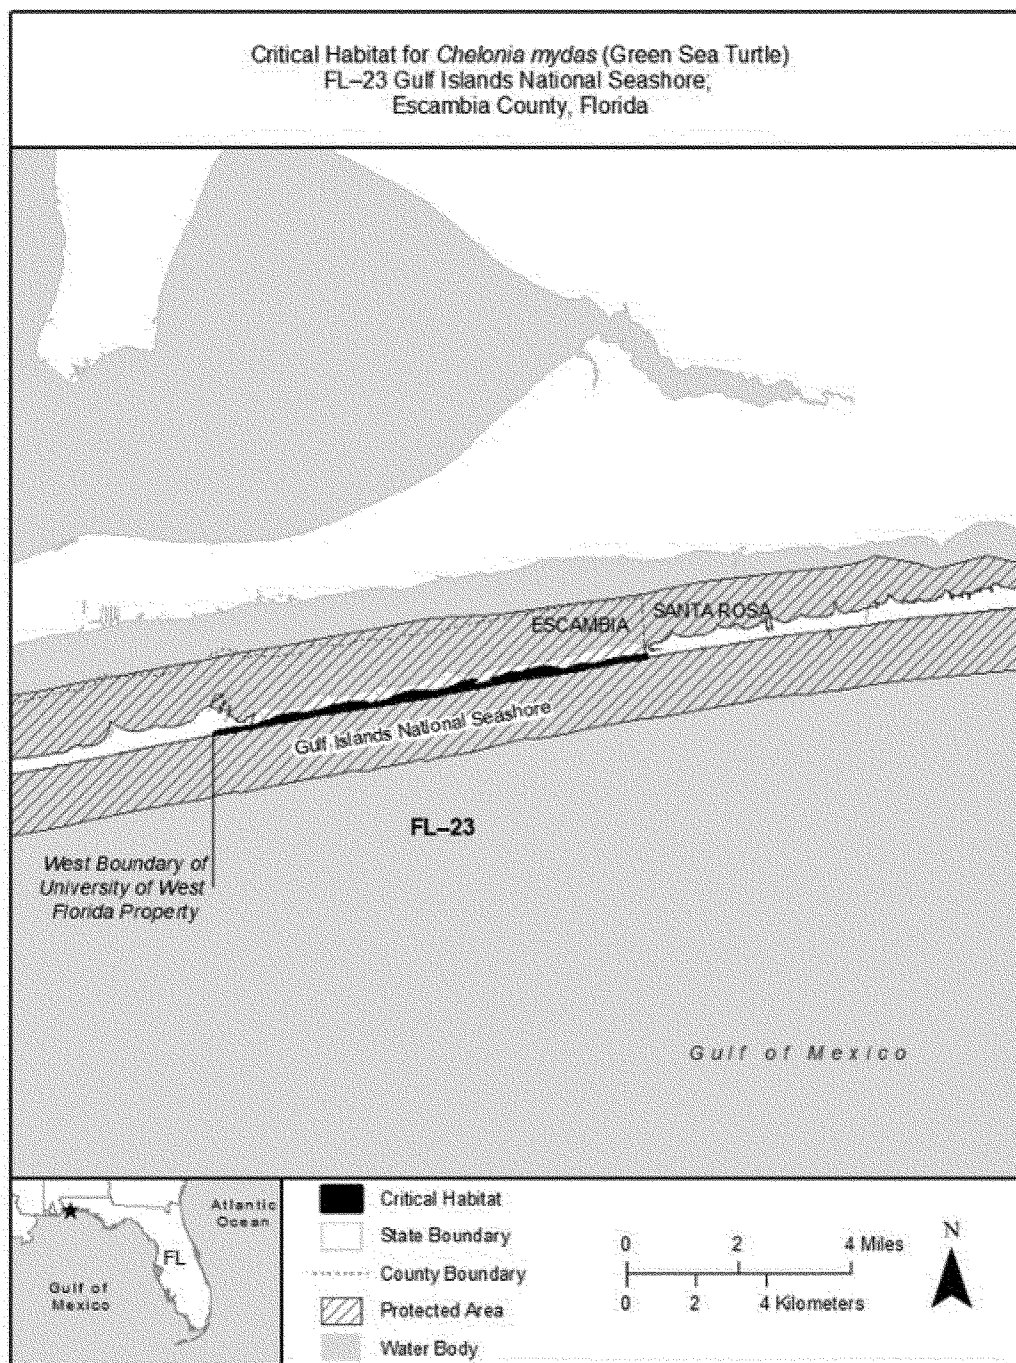 Critical Habitat for Chelonia mydas (Green Sea Turtle)
FL–23 Gulf Islands National Seashore;
Escambia County, Florida
ESCAMBIA
SANTA ROSA
Gulf Islands National Seashore
FL–23
West Boundary of
University of West
Florida Property
Gulf of Mexico
Atlantic
Ocean
FL
Gulf of
Mexico
Critical Habitat
State Boundary
County Boundary
Protected Area
Water Body
0 2 4 Miles
0 2 4 Kilometers
N